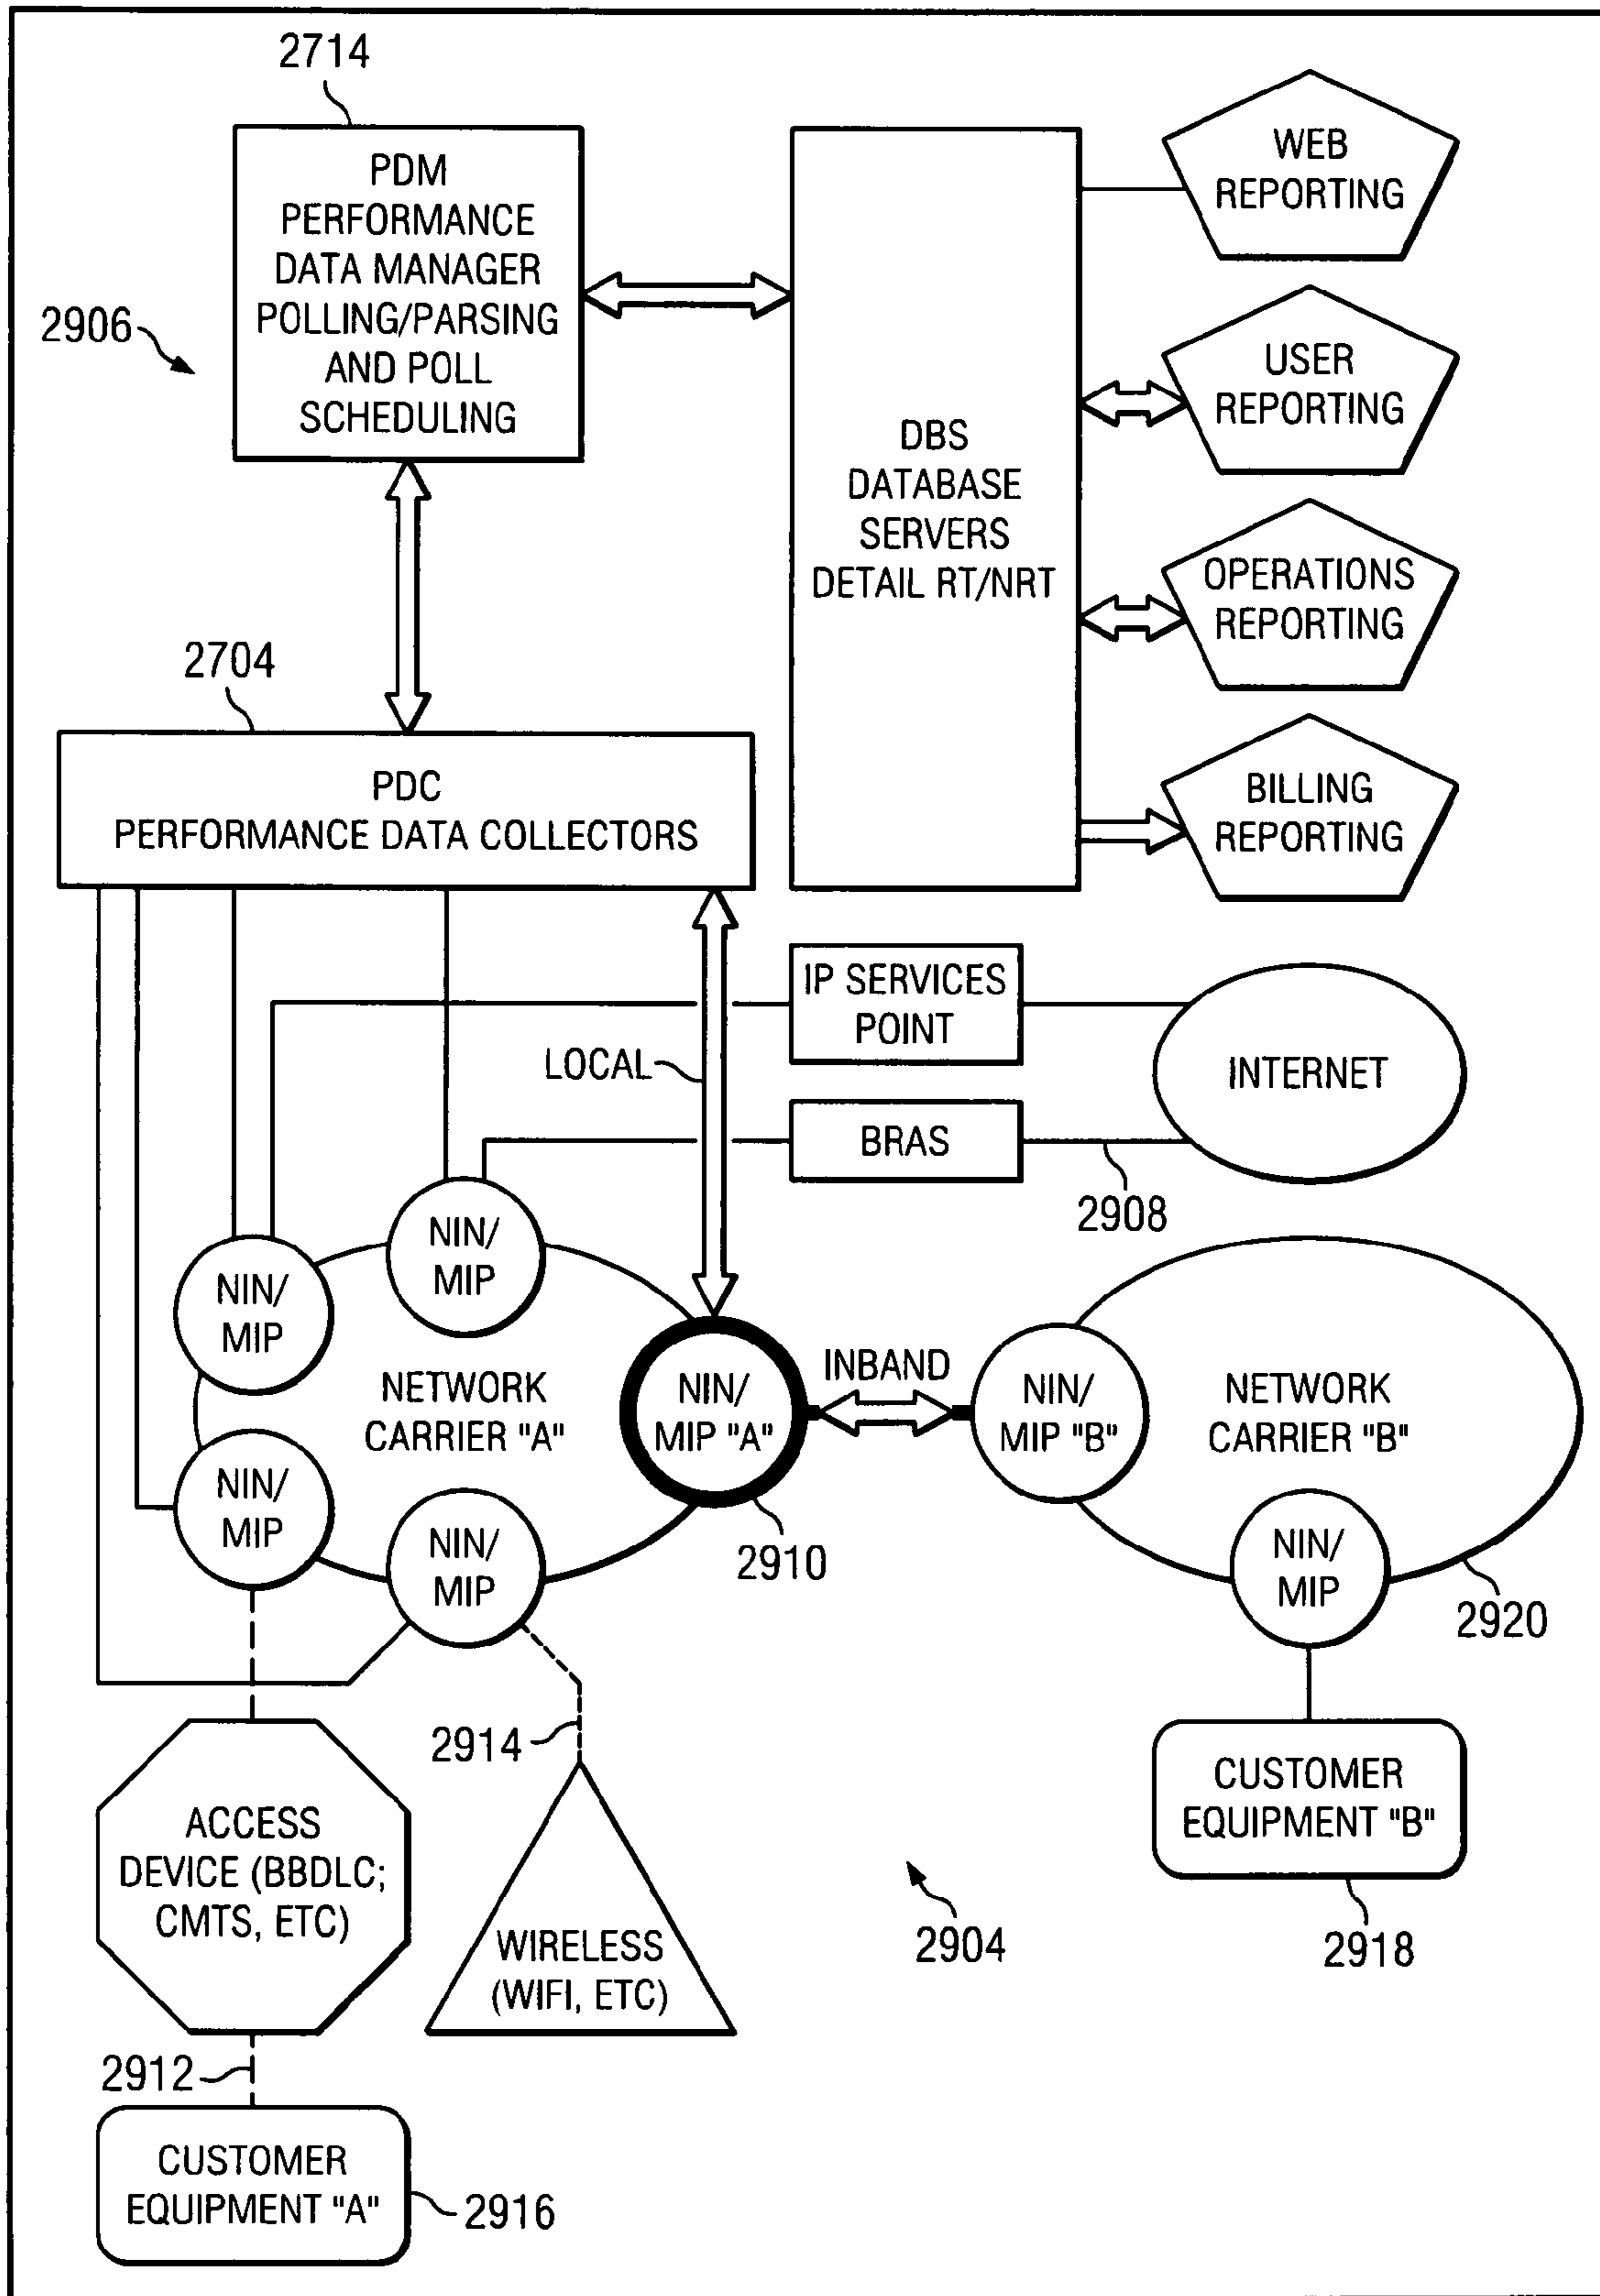 2714
PDM
PERFORMANCE
DATA MANAGER
POLLING/PARSING
AND POLL
SCHEDULING
2906
DBS
DATABASE
SERVERS
DETAIL RT/NRT
WEB
REPORTING
USER
REPORTING
OPERATIONS
REPORTING
BILLING
REPORTING
2704
PDC
PERFORMANCE DATA COLLECTORS
IP SERVICES
POINT
LOCAL
INTERNET
BRAS
2908
NIN/
MIP
NIN/
MIP
NETWORK
CARRIER "A"
NIN/
MIP "A"
INBAND
NIN/
MIP "B"
NETWORK
CARRIER "B"
NIN/
MIP
NIN/
MIP
2910
NIN/
MIP
2920
2914
ACCESS
DEVICE (BBDLC;
CMTS, ETC)
WIRELESS
(WIFI, ETC)
2904
CUSTOMER
EQUIPMENT "B"
2918
2912
CUSTOMER
EQUIPMENT "A"
2916